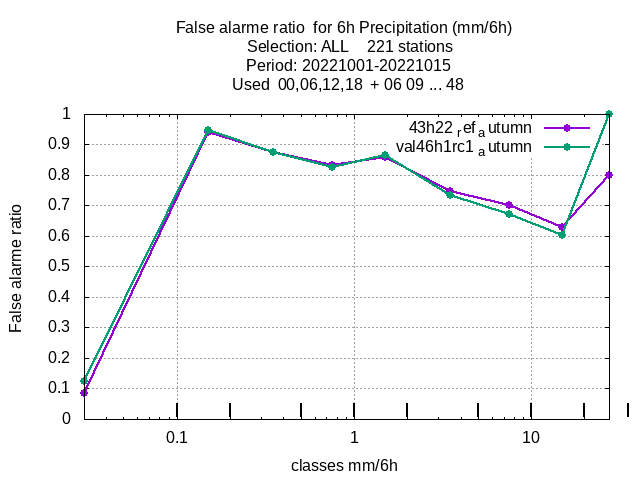 False alarme ratio  for 6h Precipitation (mm/6h)
Selection: ALL    221 stations
Period: 20221001-20221015
Used  00,06,12,18  + 06 09 ... 48
43h22 ref autumn
val46h1rc1 autumn
1
0.9
0.8
0.7
0.6
0.5
0.4
0.3
0.2
0.1
0
False alarme ratio
0.1 1 10
classes mm/6h